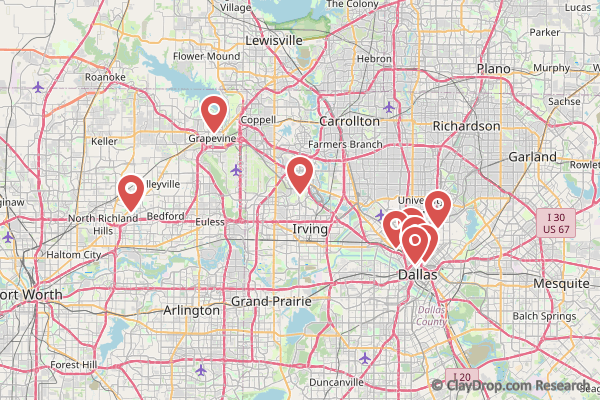 Village
The Colony
Lucas
Lewisville
Parker
Flower Mound
Hebron
Murphy
Plano
Roanoke
Sachse
Coppell
Carrollton
Richardson
Keller
Grapevine
Farmers Branch
Garland
Rowlet
lleyville
Univers
North Richland
Hills
Bedford
Euless
Irving
I 30
US 67
Haltom City
Dallas
ort Worth
Mesquite
Arlington
Grand Prairie
Dallas
County
Balch Springs
Forest Hill
I 20
Duncanville
© ClayDrop.com Research